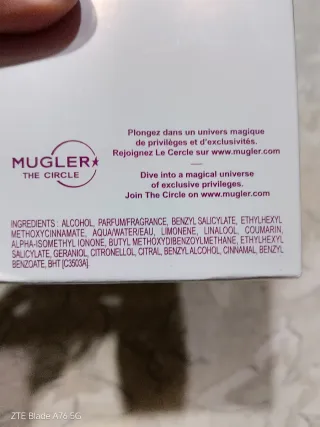 Plongez dans un univers magique
de privilèges et d'exclusivités.
Rejoignez Le Cercle sur www.mugler.com
MUGLER
THE CIRCLE
Dive into a magical universe
of exclusive privileges.
Join The Circle on www.mugler.com
INGREDIENTS : ALCOHOL, PARFUM/FRAGRANCE, BENZYL SALICYLATE, ETHYLHEXYL
METHOXYCINNAMATE, AQUA/WATER/EAU, LIMONENE, LINALOOL, COUMARIN,
ALPHA-ISOMETHYL IONONE, BUTYL METHOXYDIBENZOYLMETHANE, ETHYLHEXYL
SALICYLATE, GERANIOL, CITRONELLOL, CITRAL, BENZYL ALCOHOL, CINNAMAL, BENZYL
BENZOATE, BHT [C3503A].
ZTE Blade A76 5G